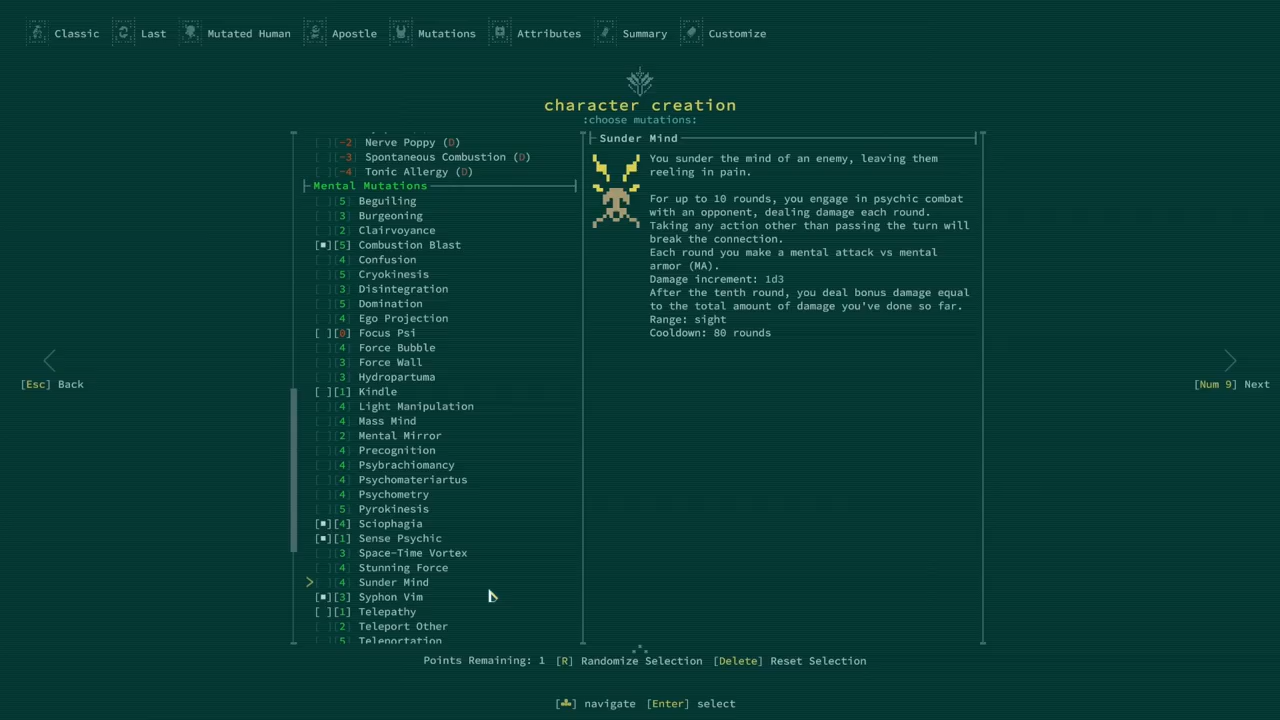 Classic Last Mutated Human Apostle Mutations Attributes Summary Customize
character creation
:choose mutations:
[-2] Nerve Poppy (D)
[-3] Spontaneous Combustion (D)
[-4] Tonic Allergy (D)
Mental Mutations
[ ][5] Beguiling
[ ][3] Burgeoning
[ ][2] Clairvoyance
[■][5] Combustion Blast
[ ][4] Confusion
[ ][5] Cryokinesis
[ ][3] Disintegration
[ ][5] Domination
[ ][4] Ego Projection
[ ][0] Focus Psi
[ ][4] Force Bubble
[ ][3] Force Wall
[ ][3] Hydropartuma
[ ][1] Kindle
[ ][4] Light Manipulation
[ ][4] Mass Mind
[ ][2] Mental Mirror
[ ][4] Precognition
[ ][4] Psybrachiomancy
[ ][4] Psychomateriartus
[ ][4] Psychometry
[ ][5] Pyrokinesis
[■][4] Sciophagia
[■][1] Sense Psychic
[ ][3] Space-Time Vortex
[ ][4] Stunning Force
> [ ][4] Sunder Mind
[■][3] Syphon Vim
[ ][1] Telepathy
[ ][2] Teleport Other
[ ][5] Teleportation
Sunder Mind
You sunder the mind of an enemy, leaving them
reeling in pain.
For up to 10 rounds, you engage in psychic combat
with an opponent, dealing damage each round.
Taking any action other than passing the turn will
break the connection.
Each round you make a mental attack vs mental
armor (MA).
Damage increment: 1d3
After the tenth round, you deal bonus damage equal
to the total amount of damage you've done so far.
Range: sight
Cooldown: 80 rounds
[Esc] Back
[Num 9] Next
Points Remaining: 1 [R] Randomize Selection [Delete] Reset Selection
navigate [Enter] select